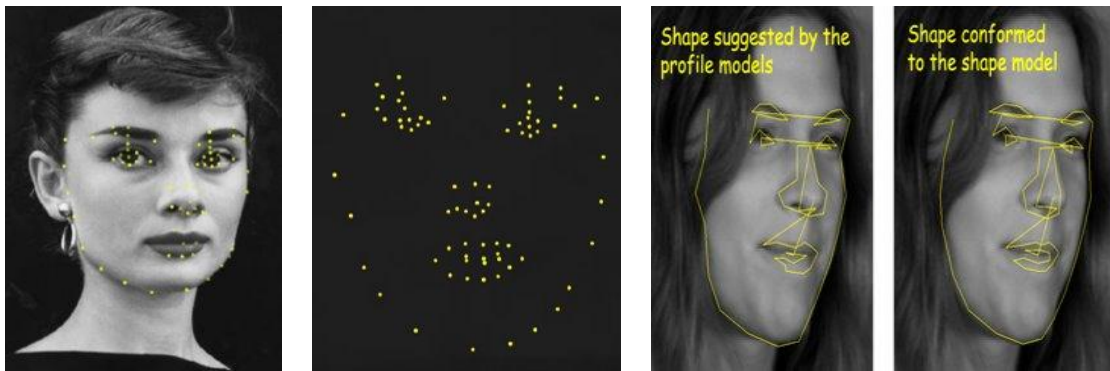 Shape suggested by the
profile models
Shape conformed
to the shape model